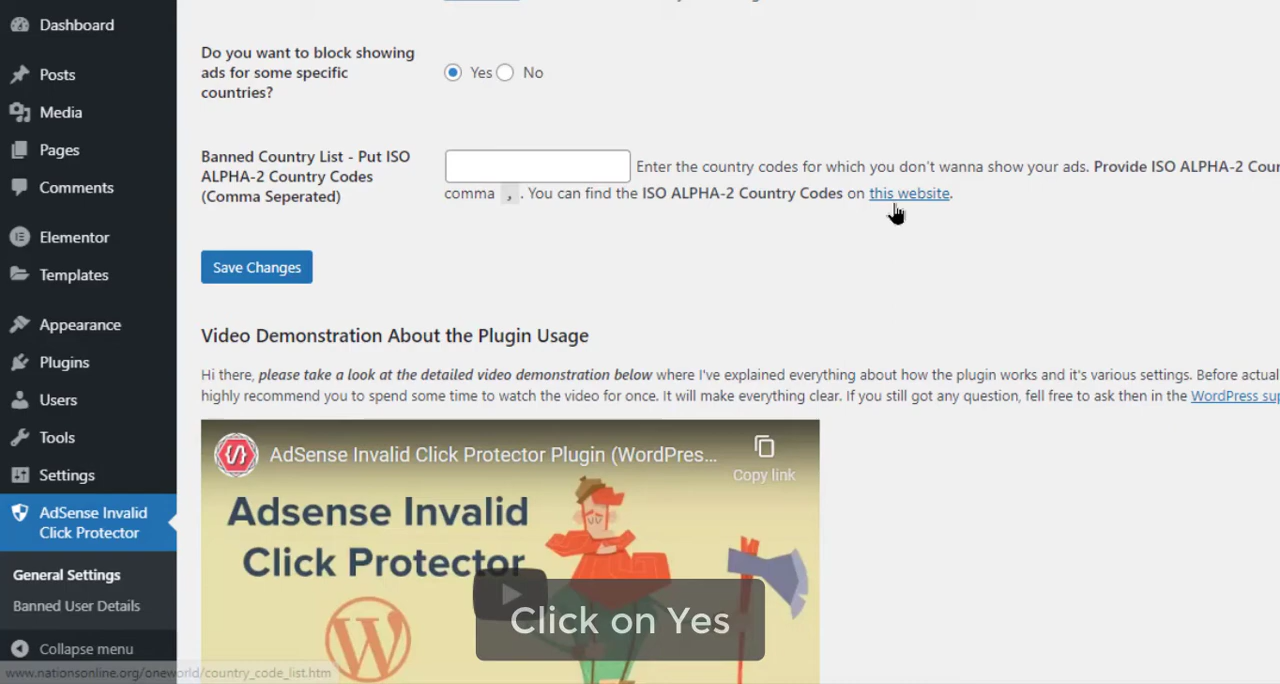 Dashboard
Posts
Media
Pages
Comments
Elementor
Templates
Appearance
Plugins
Users
Tools
Settings
AdSense Invalid
Click Protector
General Settings
Banned User Details
Collapse menu
Do you want to block showing
ads for some specific
countries?
Yes No
Banned Country List - Put ISO
ALPHA-2 Country Codes
(Comma Seperated)
Enter the country codes for which you don't wanna show your ads. Provide ISO ALPHA-2
comma , . You can find the ISO ALPHA-2 Country Codes on this website.
Save Changes
Video Demonstration About the Plugin Usage
Hi there, please take a look at the detailed video demonstration below where I've explained everything about how the plugin works and it's various settings. Before
highly recommend you to spend some time to watch the video for once. It will make everything clear. If you still got any question, fell free to ask then in the WordPress
AdSense Invalid Click Protector Plugin (WordPres...
Copy link
Adsense Invalid
Click Protector
Click on Yes
www.nationsonline.org/oneworld/country_code_list.htm